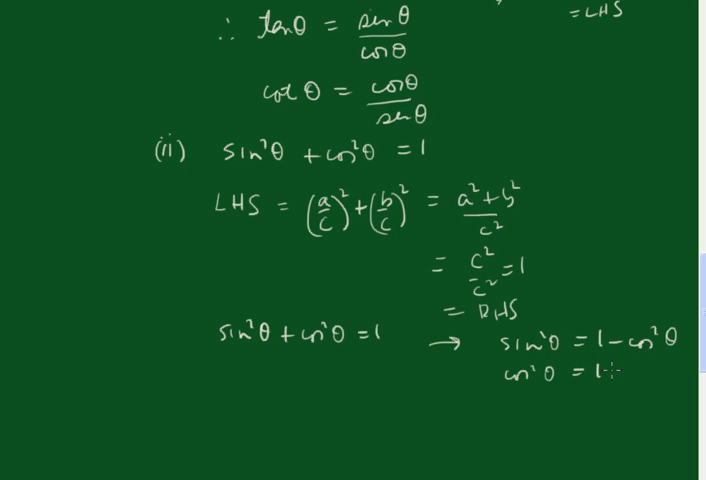 = LHS
∴ tanθ = sinθ/cosθ
cot θ = cosθ/sinθ
(ii) sin²θ + cos²θ = 1
LHS = (a/c)² + (b/c)² = a² + b²/c²
= c²/c² = 1
= RHS
sin²θ + cos²θ = 1 → sin²θ = 1 - cos²θ
cos²θ = 1-